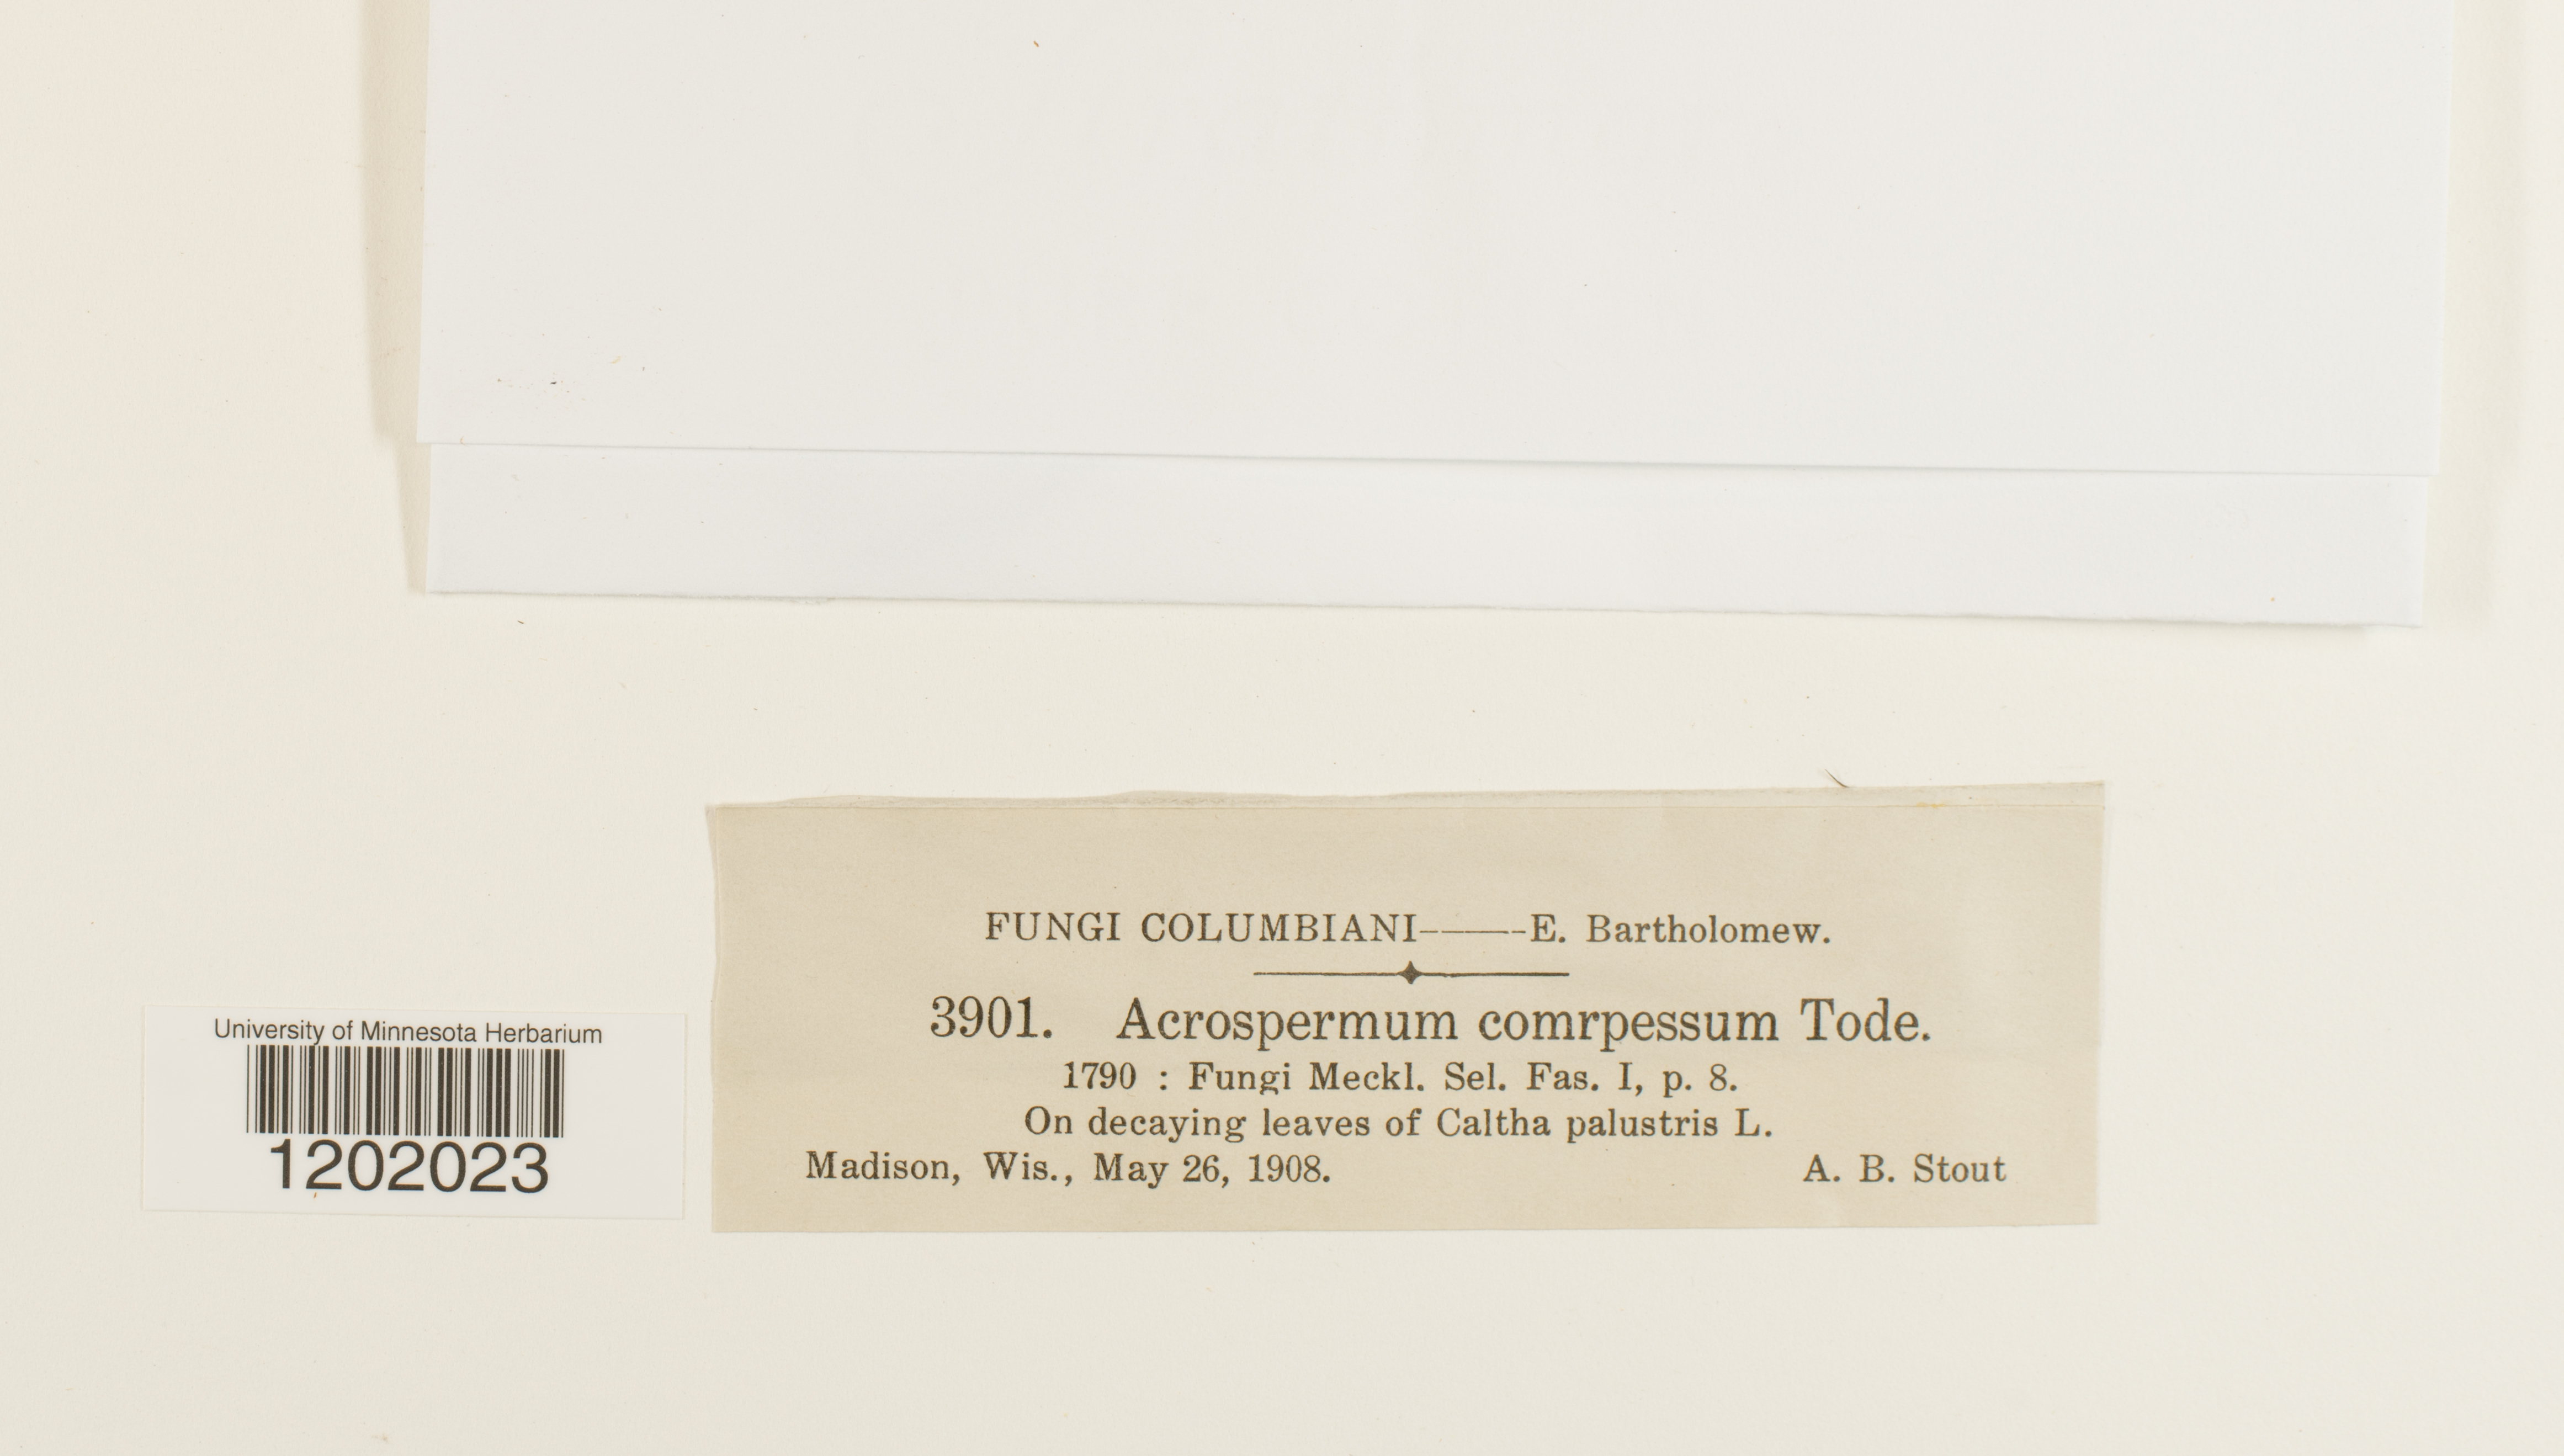 FUNGI COLUMBIANI———E. Bartholomew.
3901. Acrospermum comrpessum Tode.
1790 : Fungi Meckl. Sel. Fas. I, p. 8.
On decaying leaves of Caltha palustris L.
Madison, Wis., May 26, 1908. A. B. Stout
University of Minnesota Herbarium
1202023